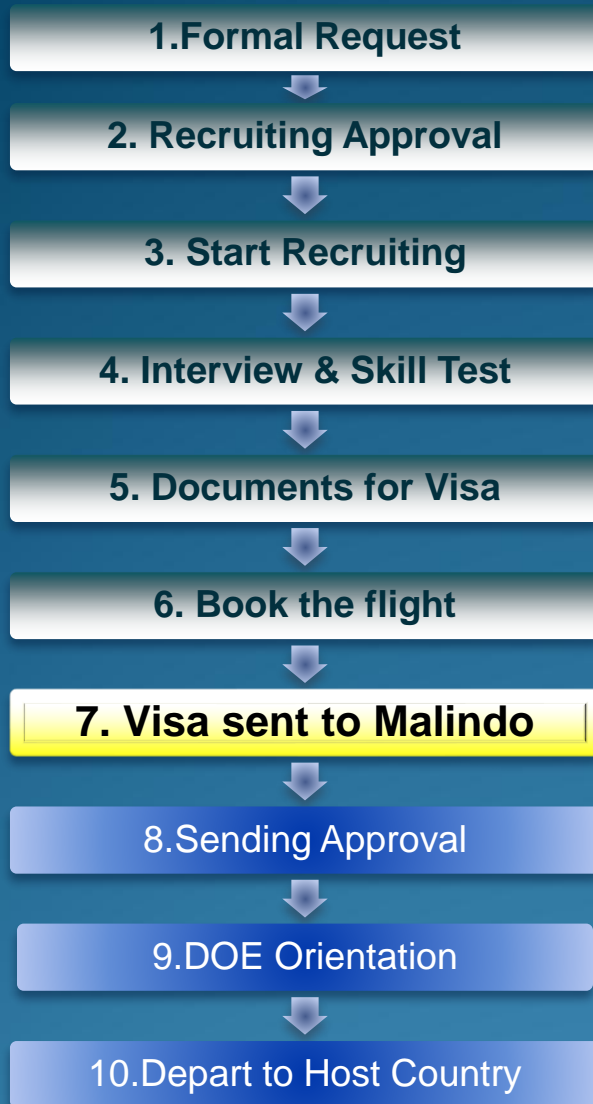 1.Formal Request
2. Recruiting Approval
3. Start Recruiting
4. Interview & Skill Test
5. Documents for Visa
6. Book the flight
7. Visa sent to Malindo
8.Sending Approval
9.DOE Orientation
10.Depart to Host Country